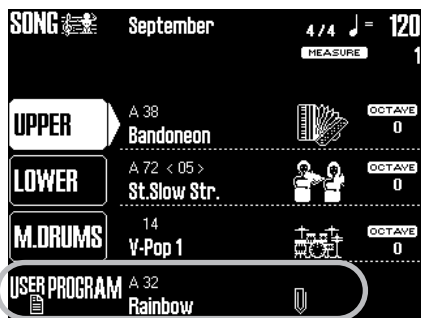 SONG September 4/4 ♩= 120
MEASURE 1
UPPER A 38 Bandoneon OCTAVE 0
LOWER A 72 < 05 > St.Slow Str. OCTAVE 0
M.DRUMS 14 V-Pop 1 OCTAVE 0
USER PROGRAM A 32 Rainbow